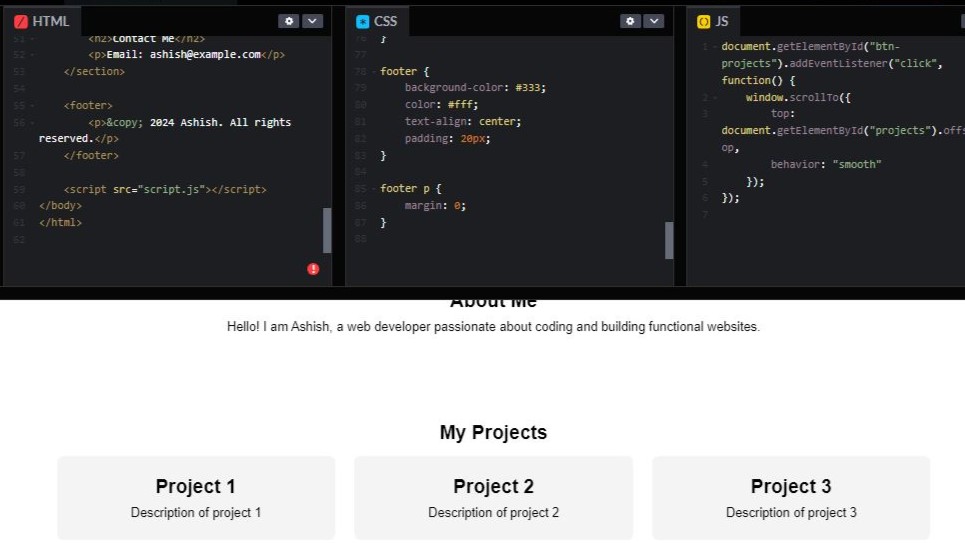 HTML
<h2>Contact Me</h2>
52 <p>Email: ashish@example.com</p>
53 </section>
54
55 <footer>
56 <p>&copy; 2024 Ashish. All rights
reserved.</p>
57 </footer>
58
59 <script src="script.js"></script>
60 </body>
61 </html>
62
CSS
76 }
77
78 footer {
79 background-color: #333;
80 color: #fff;
81 text-align: center;
82 padding: 20px;
83 }
84
85 footer p {
86 margin: 0;
87 }
88
JS
1 document.getElementById("btn-
projects").addEventListener("click",
function() {
2 window.scrollTo({
3 top:
document.getElementById("projects").offs
op,
4 behavior: "smooth"
5 });
6 });
7
About Me
Hello! I am Ashish, a web developer passionate about coding and building functional websites.
My Projects
Project 1
Description of project 1
Project 2
Description of project 2
Project 3
Description of project 3